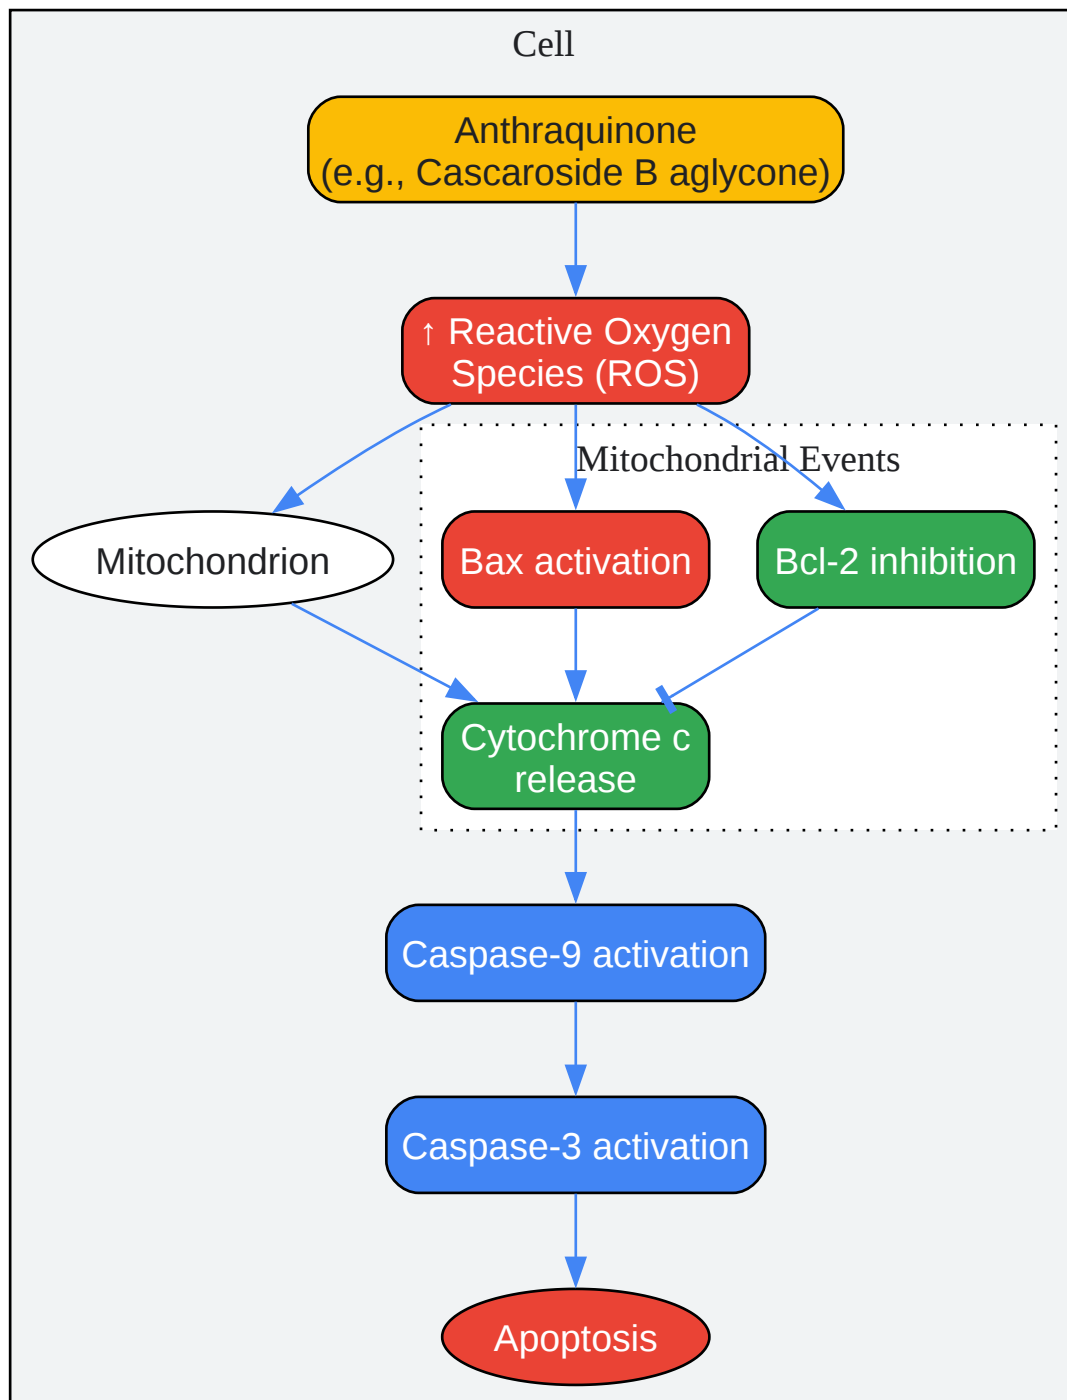 Cell
Anthraquinone
(e.g., Cascaroside B aglycone)
↑ Reactive Oxygen
Species (ROS)
Mitochondrial Events
Mitochondrion
Bax activation
Bcl-2 inhibition
Cytochrome c
release
Caspase-9 activation
Caspase-3 activation
Apoptosis